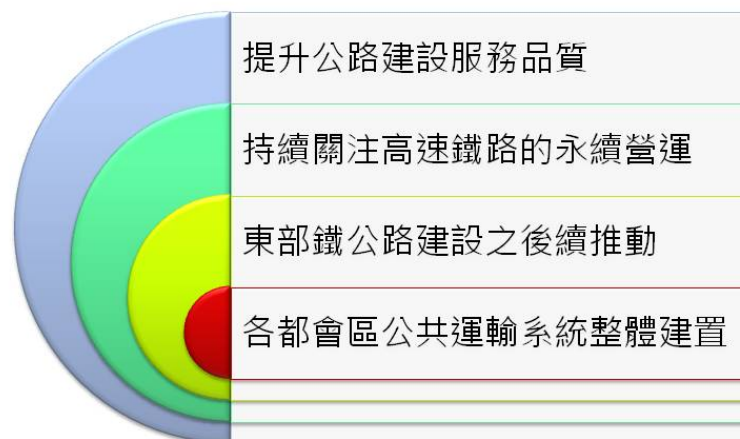 提升公路建設服務品質
持續關注高速鐵路的永續營運
東部鐵公路建設之後續推動
各都會區公共運輸系統整體建置